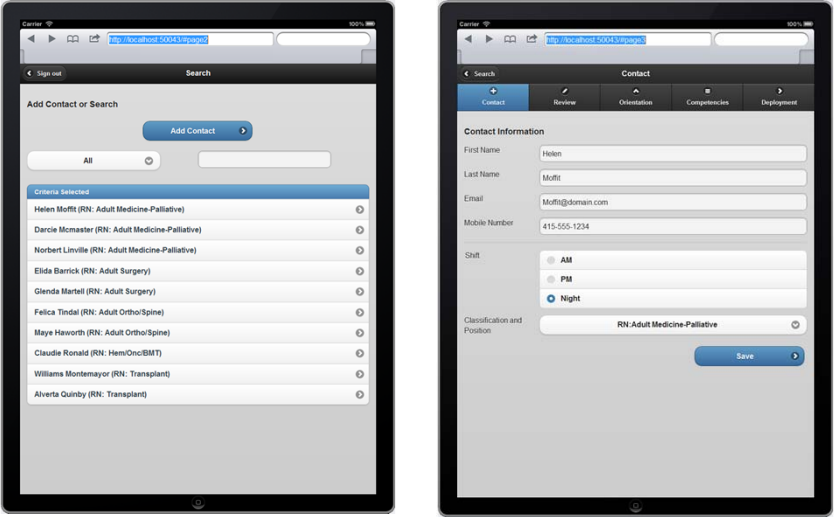 Carrier 100%
http://localhost:50043/#page2
Sign out Search
Add Contact or Search
Add Contact
All
Criteria Selected
Helen Moffit (RN: Adult Medicine-Palliative)
Darcie Mcmaster (RN: Adult Medicine-Palliative)
Norbert Linville (RN: Adult Medicine-Palliative)
Elida Barrick (RN: Adult Surgery)
Glenda Martell (RN: Adult Surgery)
Felica Tindal (RN: Adult Ortho/Spine)
Maye Haworth (RN: Adult Ortho/Spine)
Claudie Ronald (RN: Hem/Onc/BMT)
Williams Montemayor (RN: Transplant)
Alverta Quinby (RN: Transplant)
Carrier 100%
http://localhost:50043/#page3
Search Contact
Contact Review Orientation Competencies Deployment
Contact Information
First Name Helen
Last Name Moffit
Email Moffit@domain.com
Mobile Number 415-555-1234
Shift AM
PM
Night
Classification and
Position RN:Adult Medicine-Palliative
Save